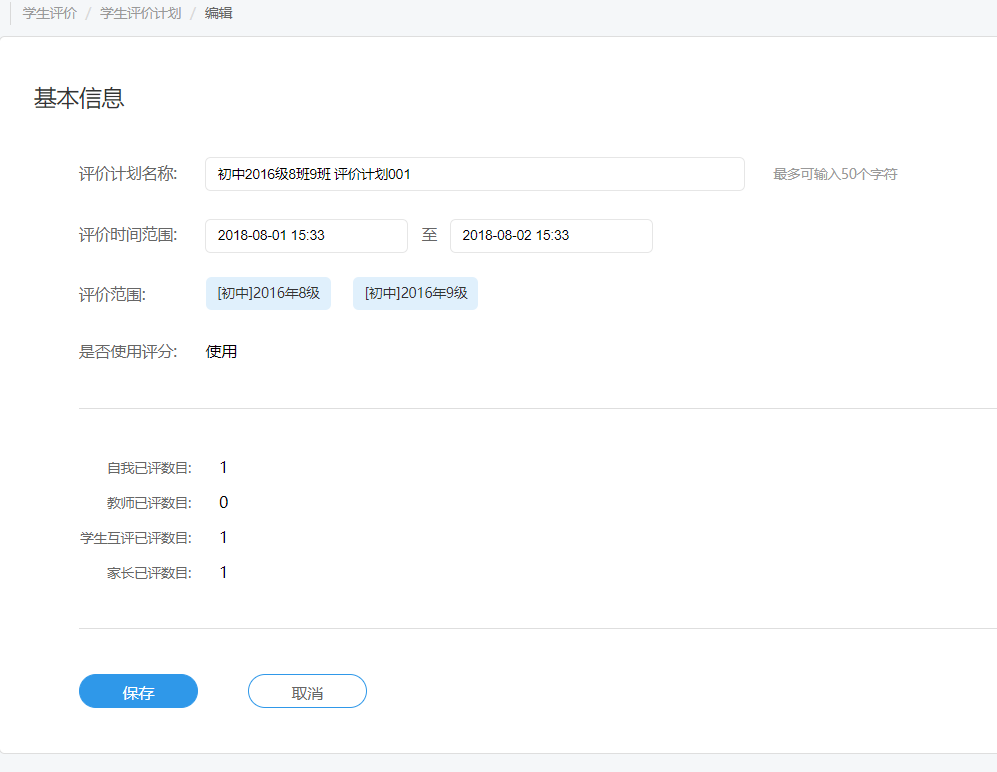 学生评价 / 学生评价计划 / 编辑
基本信息
评价计划名称: 初中2016级8班9班 评价计划001 最多可输入50个字符
评价时间范围: 2018-08-01 15:33 至 2018-08-02 15:33
评价范围: [初中]2016年8级 [初中]2016年9级
是否使用评分: 使用
自我已评数目: 1
教师已评数目: 0
学生互评已评数目: 1
家长已评数目: 1
保存 取消